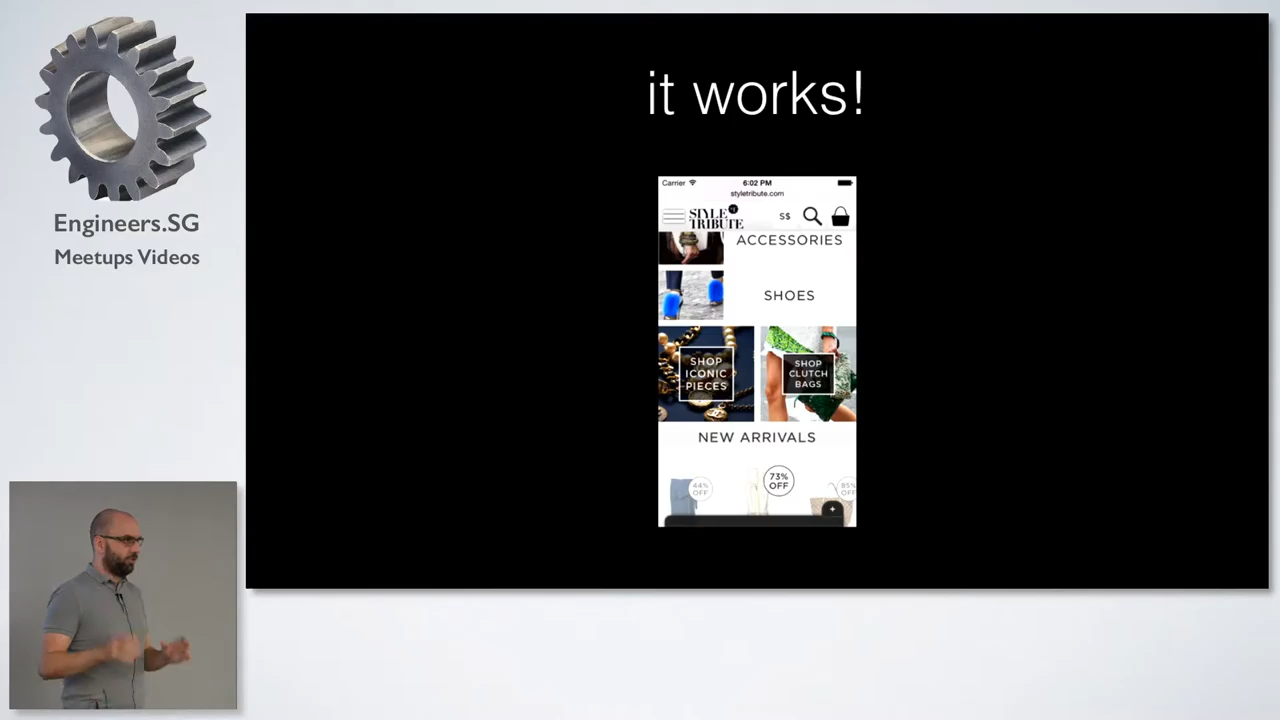 Engineers.SG
Meetups Videos
it works!
Carrier
6:02 PM
styletribute.com
STYLE
TRIBUTE
S$
ACCESSORIES
SHOES
SHOP
ICONIC
PIECES
SHOP
CLUTCH
BAGS
NEW ARRIVALS
44%
OFF
73%
OFF
85%
OFF
+